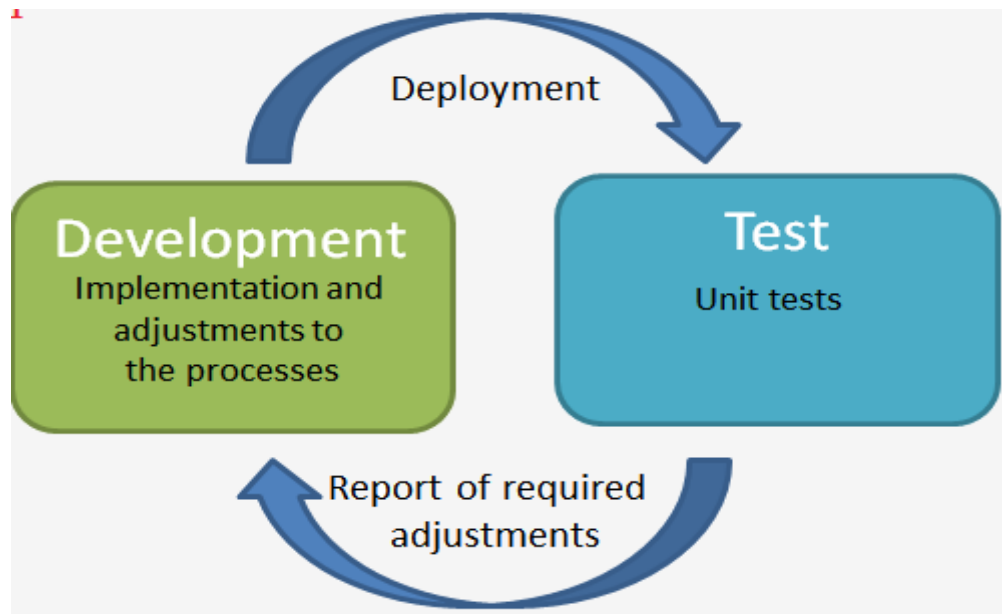 Deployment
Development
Implementation and
adjustments to
the processes
Test
Unit tests
Report of required
adjustments